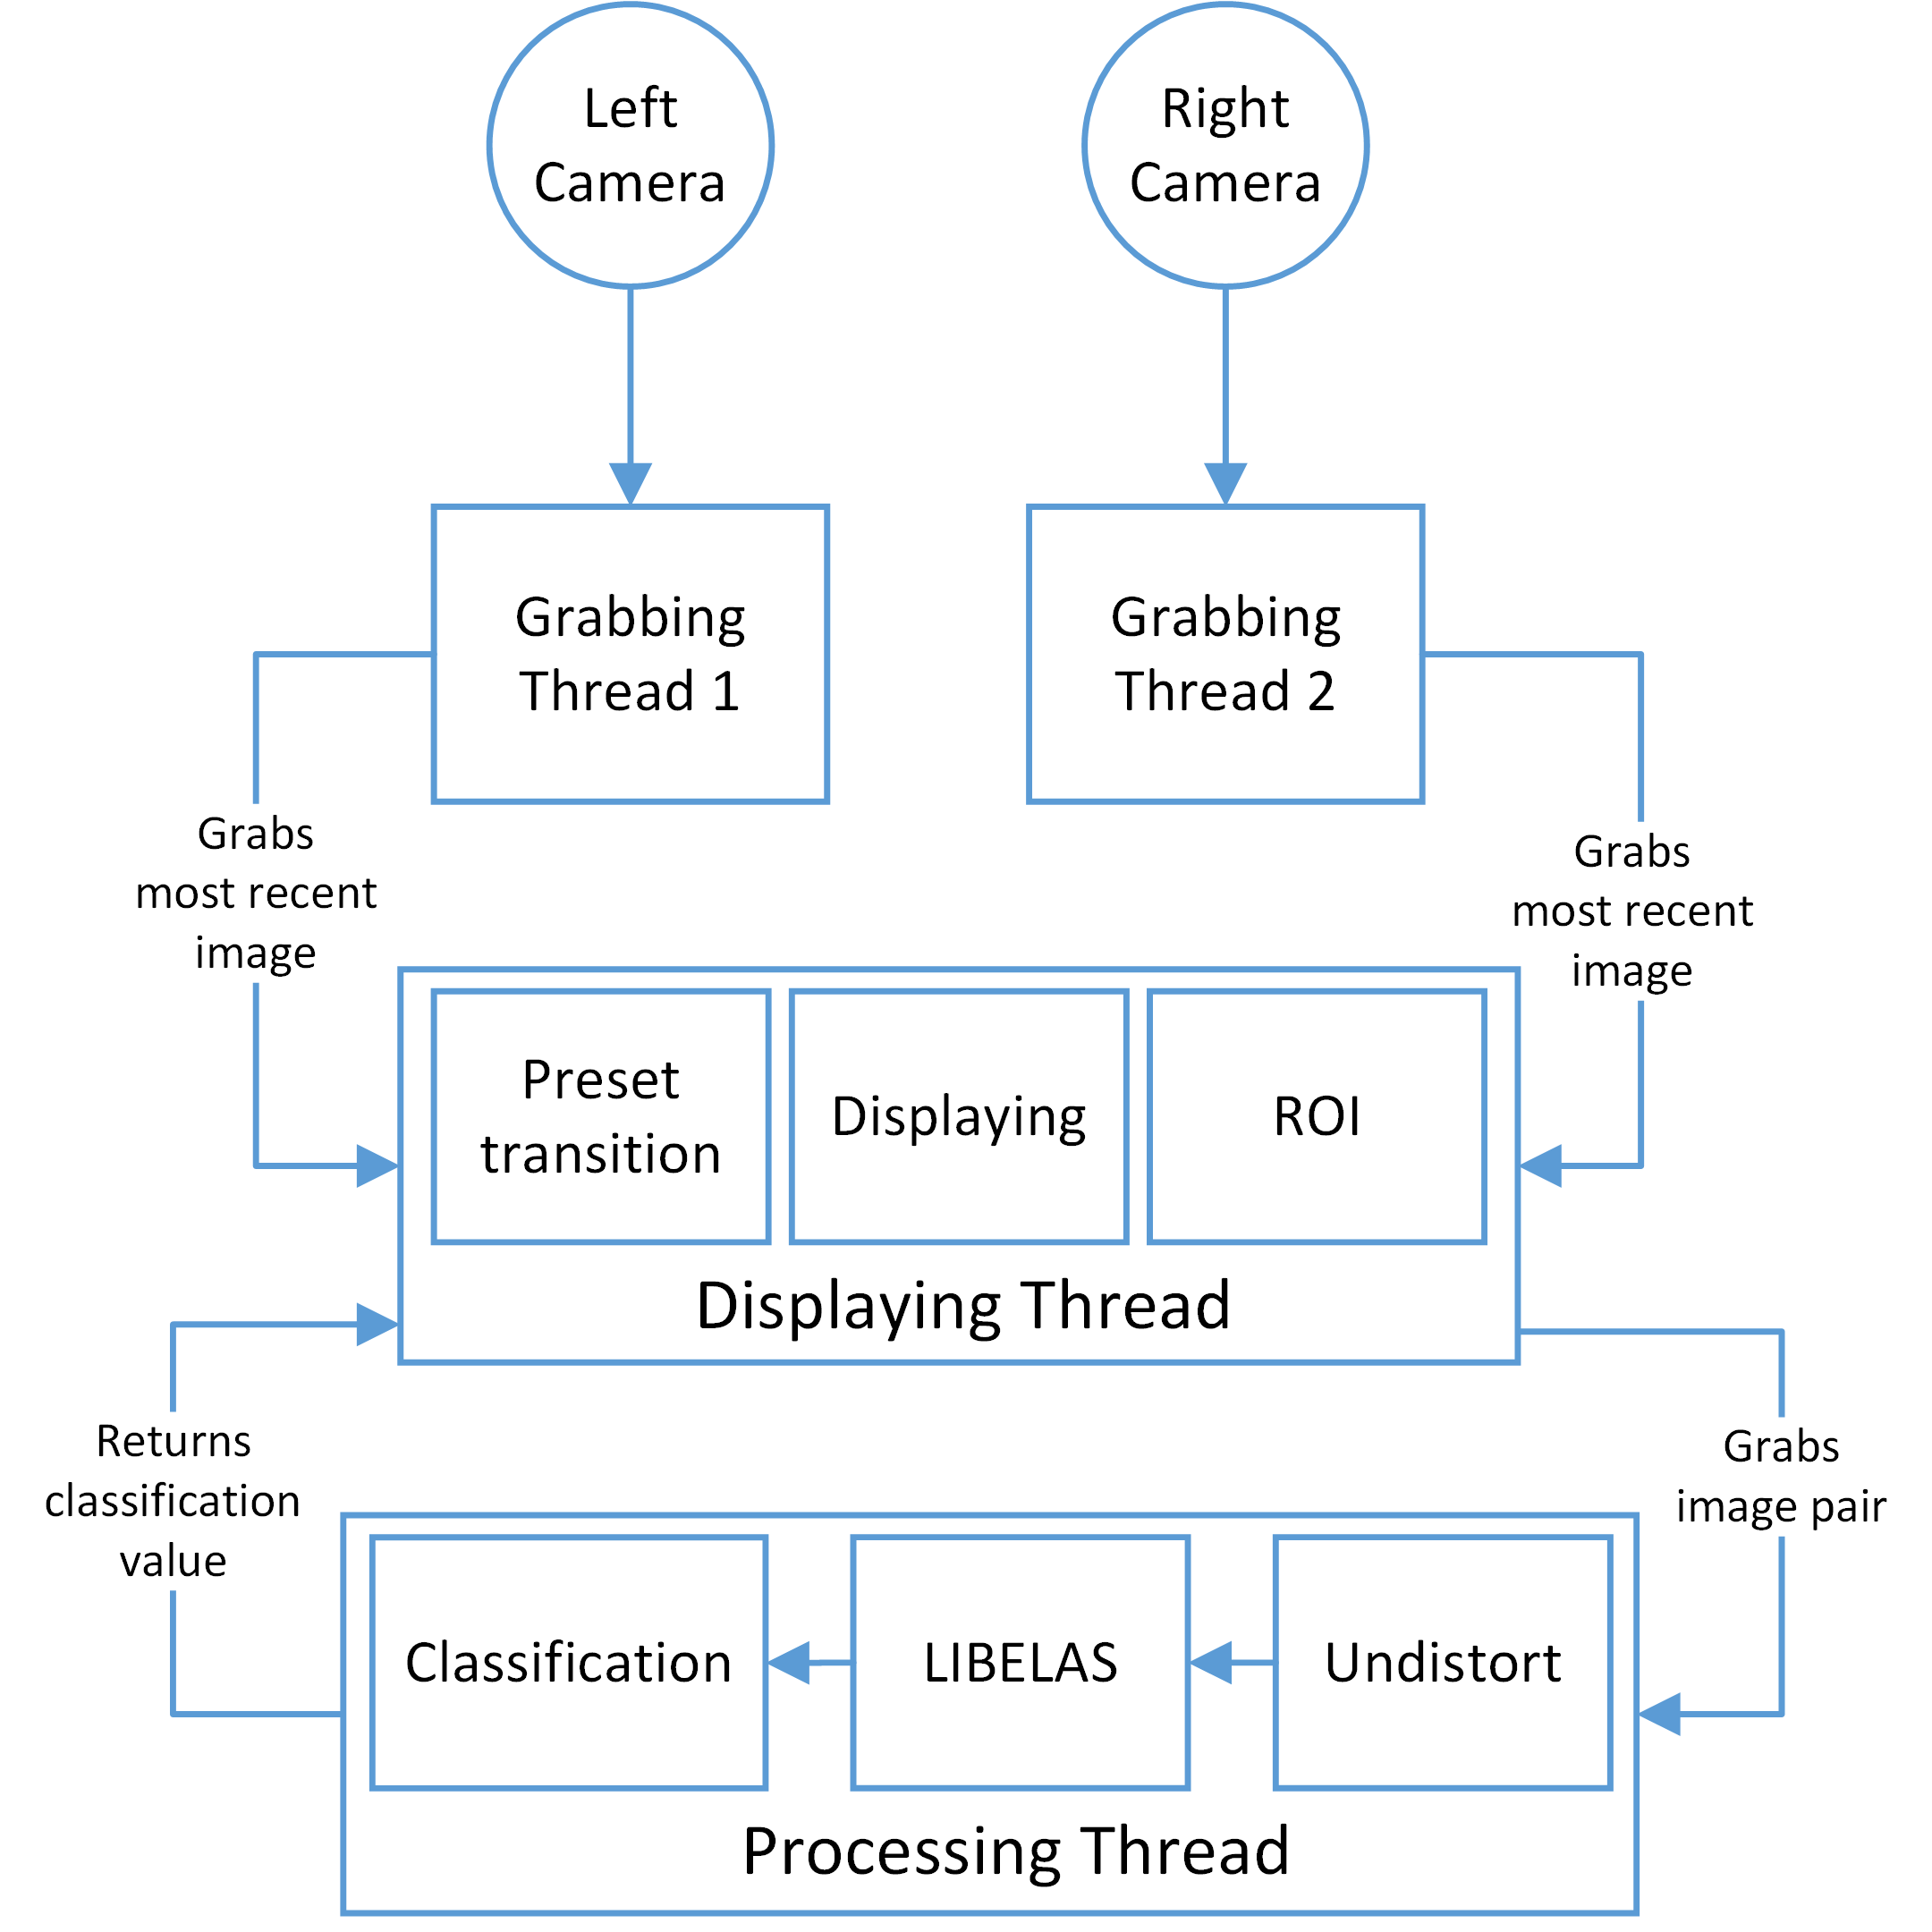 Left
Camera
Right
Camera
Grabbing
Thread 1
Grabbing
Thread 2
Grabs
most recent
image
Grabs
most recent
image
Preset
transition
Displaying
ROI
Displaying Thread
Returns
classification
value
Grabs
image pair
Classification
LIBELAS
Undistort
Processing Thread